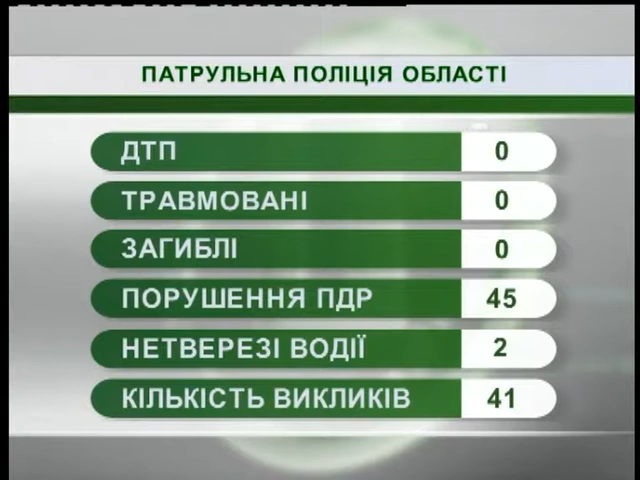 ПАТРУЛЬНА ПОЛІЦІЯ ОБЛАСТІ
ДТП 0
ТРАВМОВАНІ 0
ЗАГИБЛІ 0
ПОРУШЕННЯ ПДР 45
НЕТВЕРЕЗІ ВОДІЇ 2
КІЛЬКІСТЬ ВИКЛИКІВ 41